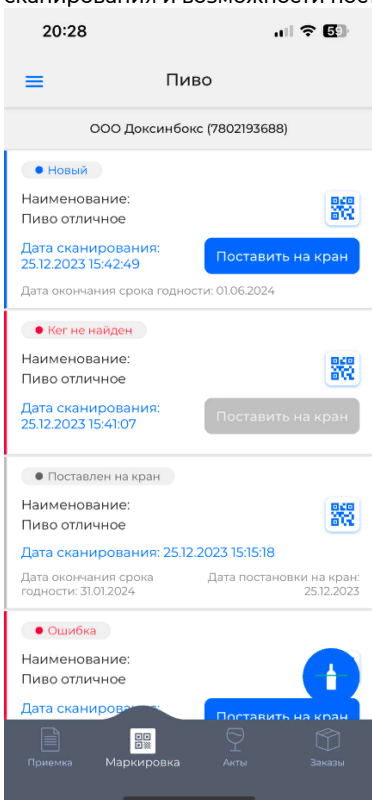 20:28
59
Пиво
ООО Доксинбокс (7802193688)
Новый
Наименование:
Пиво отличное
Дата сканирования:
25.12.2023 15:42:49
Поставить на кран
Дата окончания срока годности: 01.06.2024
Кег не найден
Наименование:
Пиво отличное
Дата сканирования:
25.12.2023 15:41:07
Поставить на кран
Поставлен на кран
Наименование:
Пиво отличное
Дата сканирования: 25.12.2023 15:15:18
Дата окончания срока
годности: 31.01.2024
Дата постановки на кран:
25.12.2023
Ошибка
Наименование:
Пиво отличное
Дата сканирования:
Поставить на кран
Приемка
Маркировка
Акты
Заказы